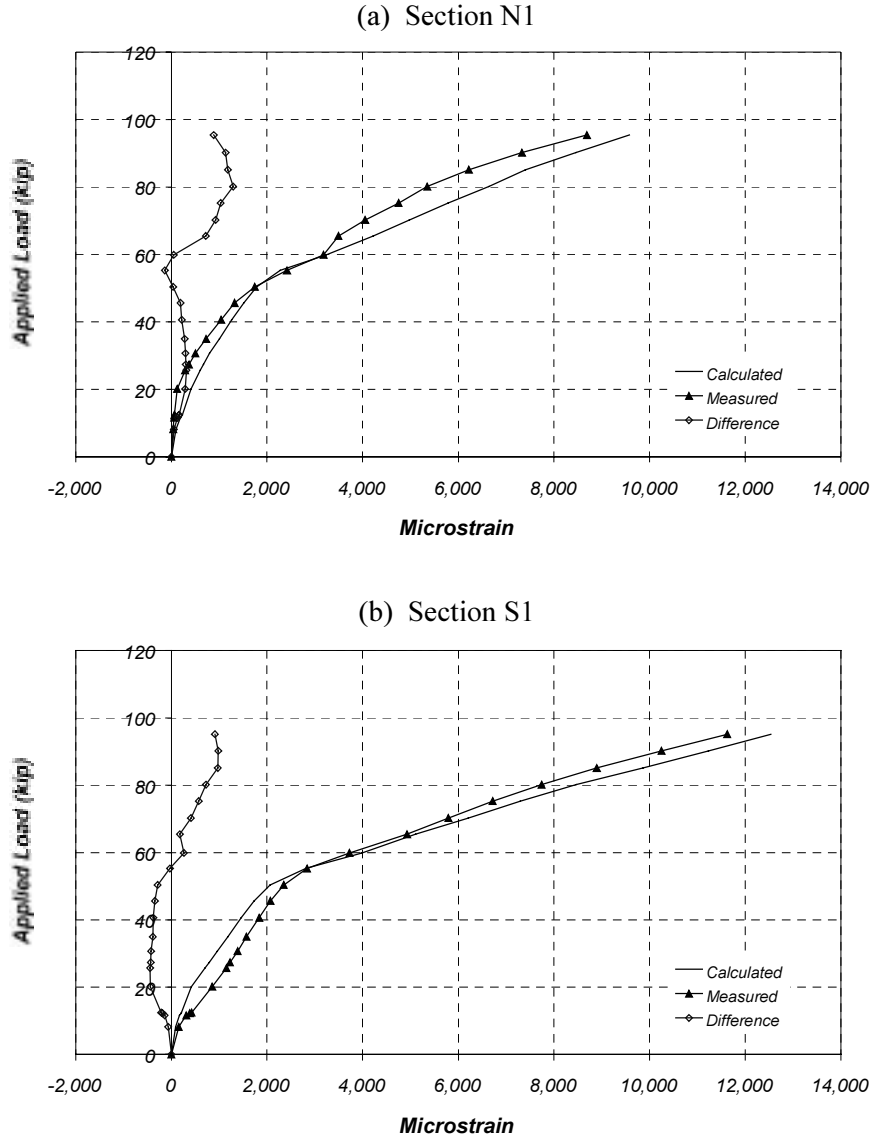 (a) Section N1
120
100
80
60
40
20
0
Applied Load (kip)
-2,000 0 2,000 4,000 6,000 8,000 10,000 12,000 14,000
Microstrain
Calculated
Measured
Difference
(b) Section S1
120
100
80
60
40
20
0
Applied Load (kip)
-2,000 0 2,000 4,000 6,000 8,000 10,000 12,000 14,000
Microstrain
Calculated
Measured
Difference